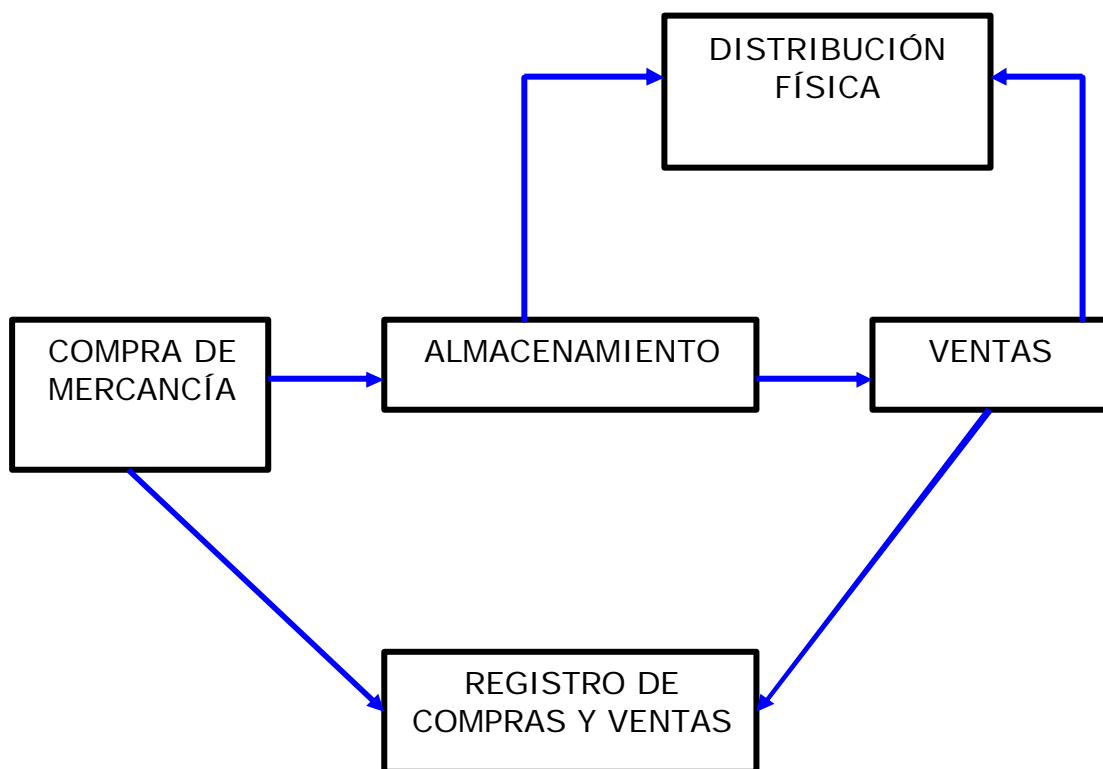 DISTRIBUCIÓN
FÍSICA
COMPRA DE
MERCANCÍA
ALMACENAMIENTO
VENTAS
REGISTRO DE
COMPRAS Y VENTAS